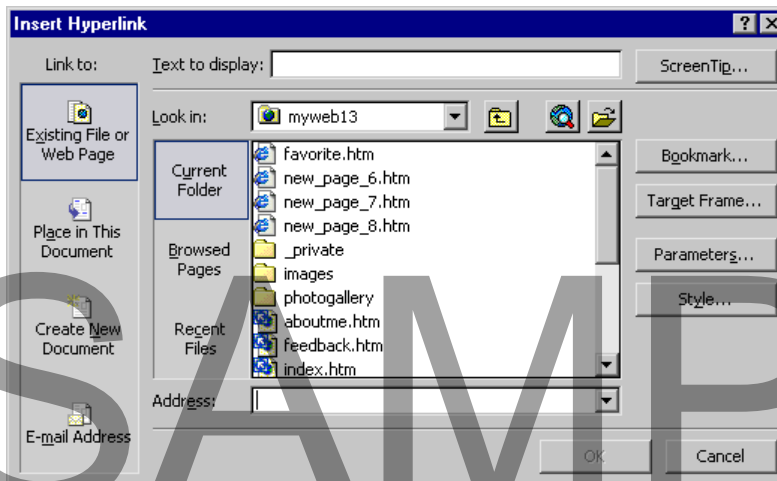 Insert Hyperlink
Link to:
Text to display:
ScreenTip...
Existing File or
Web Page
Look in:
myweb13
Current
Folder
favorite.htm
new_page_6.htm
new_page_7.htm
new_page_8.htm
_private
images
photogallery
aboutme.htm
feedback.htm
index.htm
Bookmark...
Target Frame...
Place in This
Document
Browsed
Pages
Parameters...
Style...
Create New
Document
Recent
Files
Address:
E-mail Address
OK
Cancel
SAMP